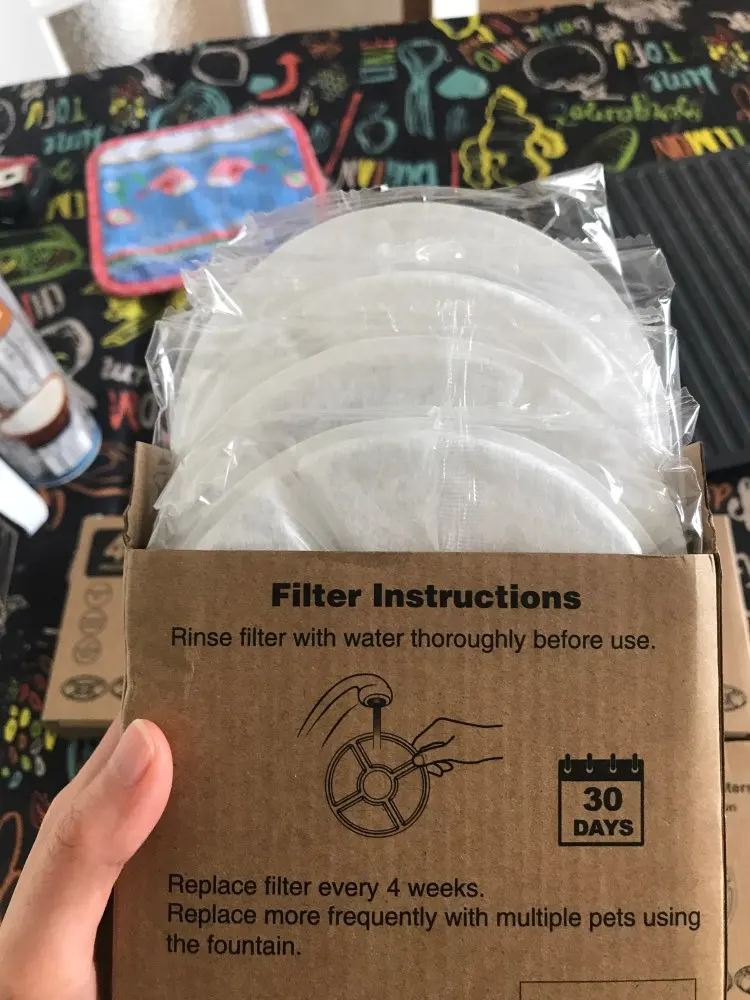 Filter Instructions
Rinse filter with water thoroughly before use.
30
DAYS
Replace filter every 4 weeks.
Replace more frequently with multiple pets using
the fountain.